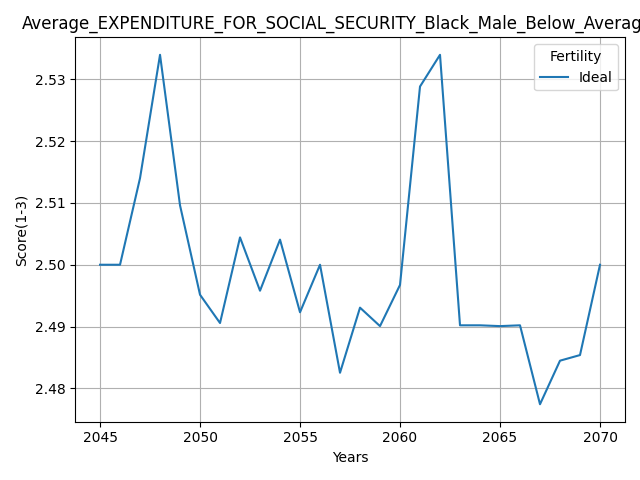 Average_EXPENDITURE_FOR_SOCIAL_SECURITY_Black_Male_Below_Averag
Fertility
Ideal
Score(1-3)
2.53
2.52
2.51
2.50
2.49
2.48
2045 2050 2055 2060 2065 2070
Years